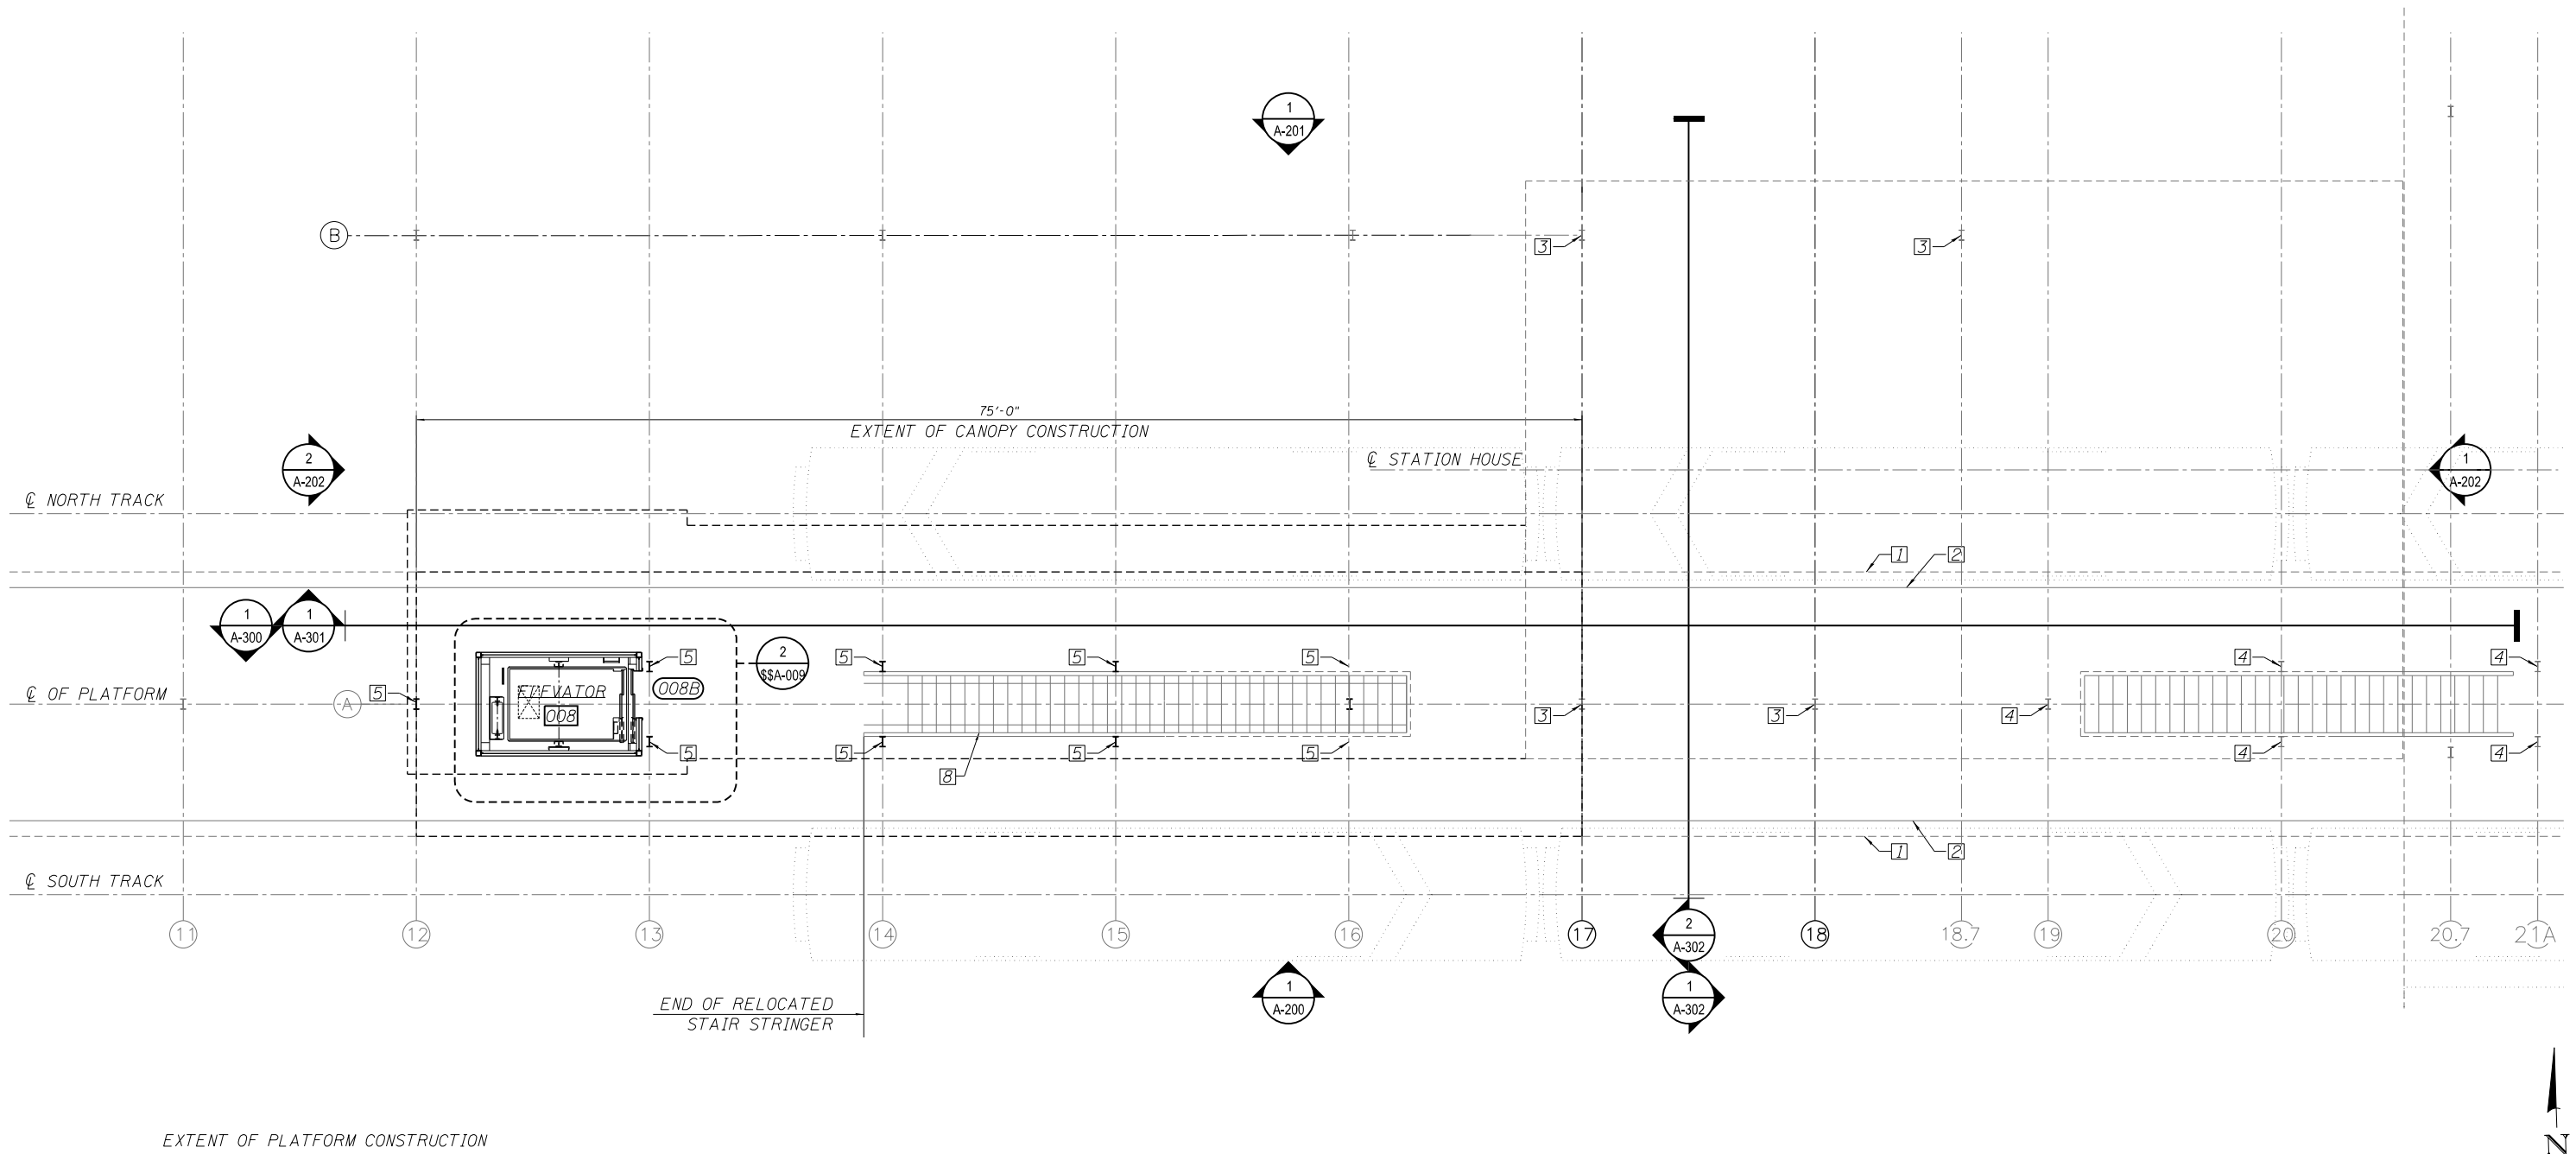 1
A-201
B
3
3
75'-0"
EXTENT OF CANOPY CONSTRUCTION
℄ STATION HOUSE
2
A-202
1
A-202
℄ NORTH TRACK
1
2
1
A-300
1
A-301
2
$$A-009
5
5
5
5
4
4
℄ OF PLATFORM
A
5
ELEVATOR
008
008B
3
3
4
5
5
5
5
4
4
8
1
2
℄ SOUTH TRACK
11
12
13
14
15
16
17
18
18.7
19
20
20.7
21A
2
A-302
1
A-200
1
A-302
END OF RELOCATED
STAIR STRINGER
EXTENT OF PLATFORM CONSTRUCTION
N